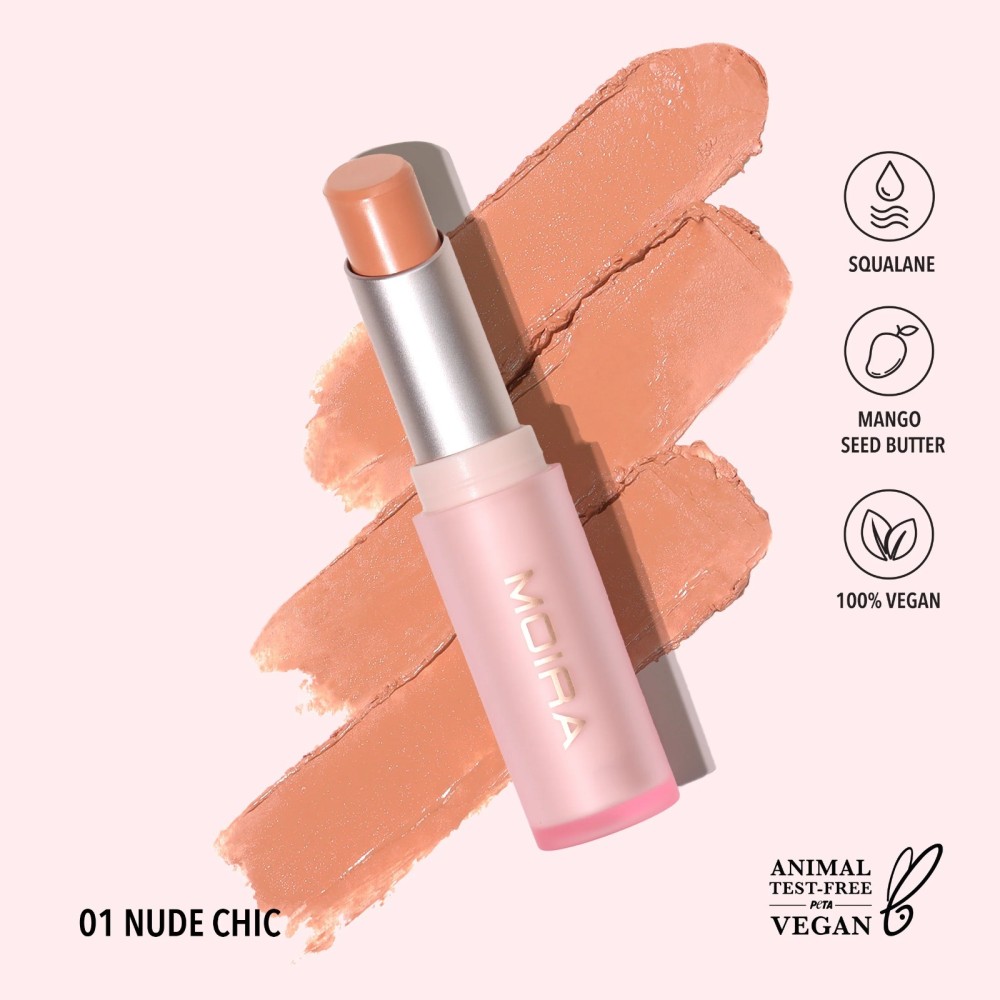 SQUALANE
MANGO
SEED BUTTER
100% VEGAN
MOIRA
01 NUDE CHIC
ANIMAL
TEST-FREE
PETA
VEGAN